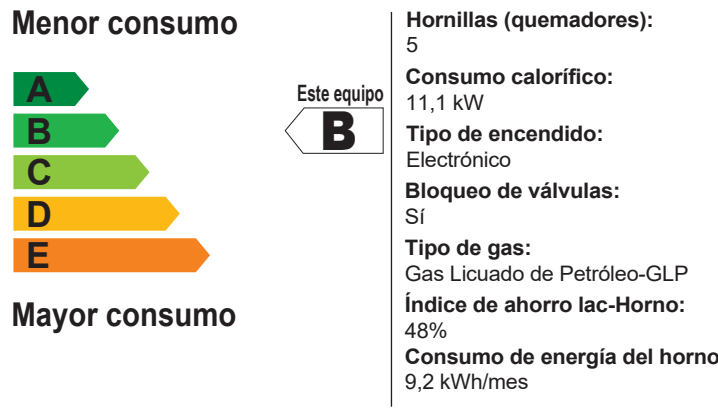 Menor consumo
A
B
C
D
E
Mayor consumo
Este equipo
B
Hornillas (quemadores):
5
Consumo calorífico:
11,1 kW
Tipo de encendido:
Electrónico
Bloqueo de válvulas:
Sí
Tipo de gas:
Gas Licuado de Petróleo-GLP
Índice de ahorro lac-Horno:
48%
Consumo de energía del horno
9,2 kWh/mes